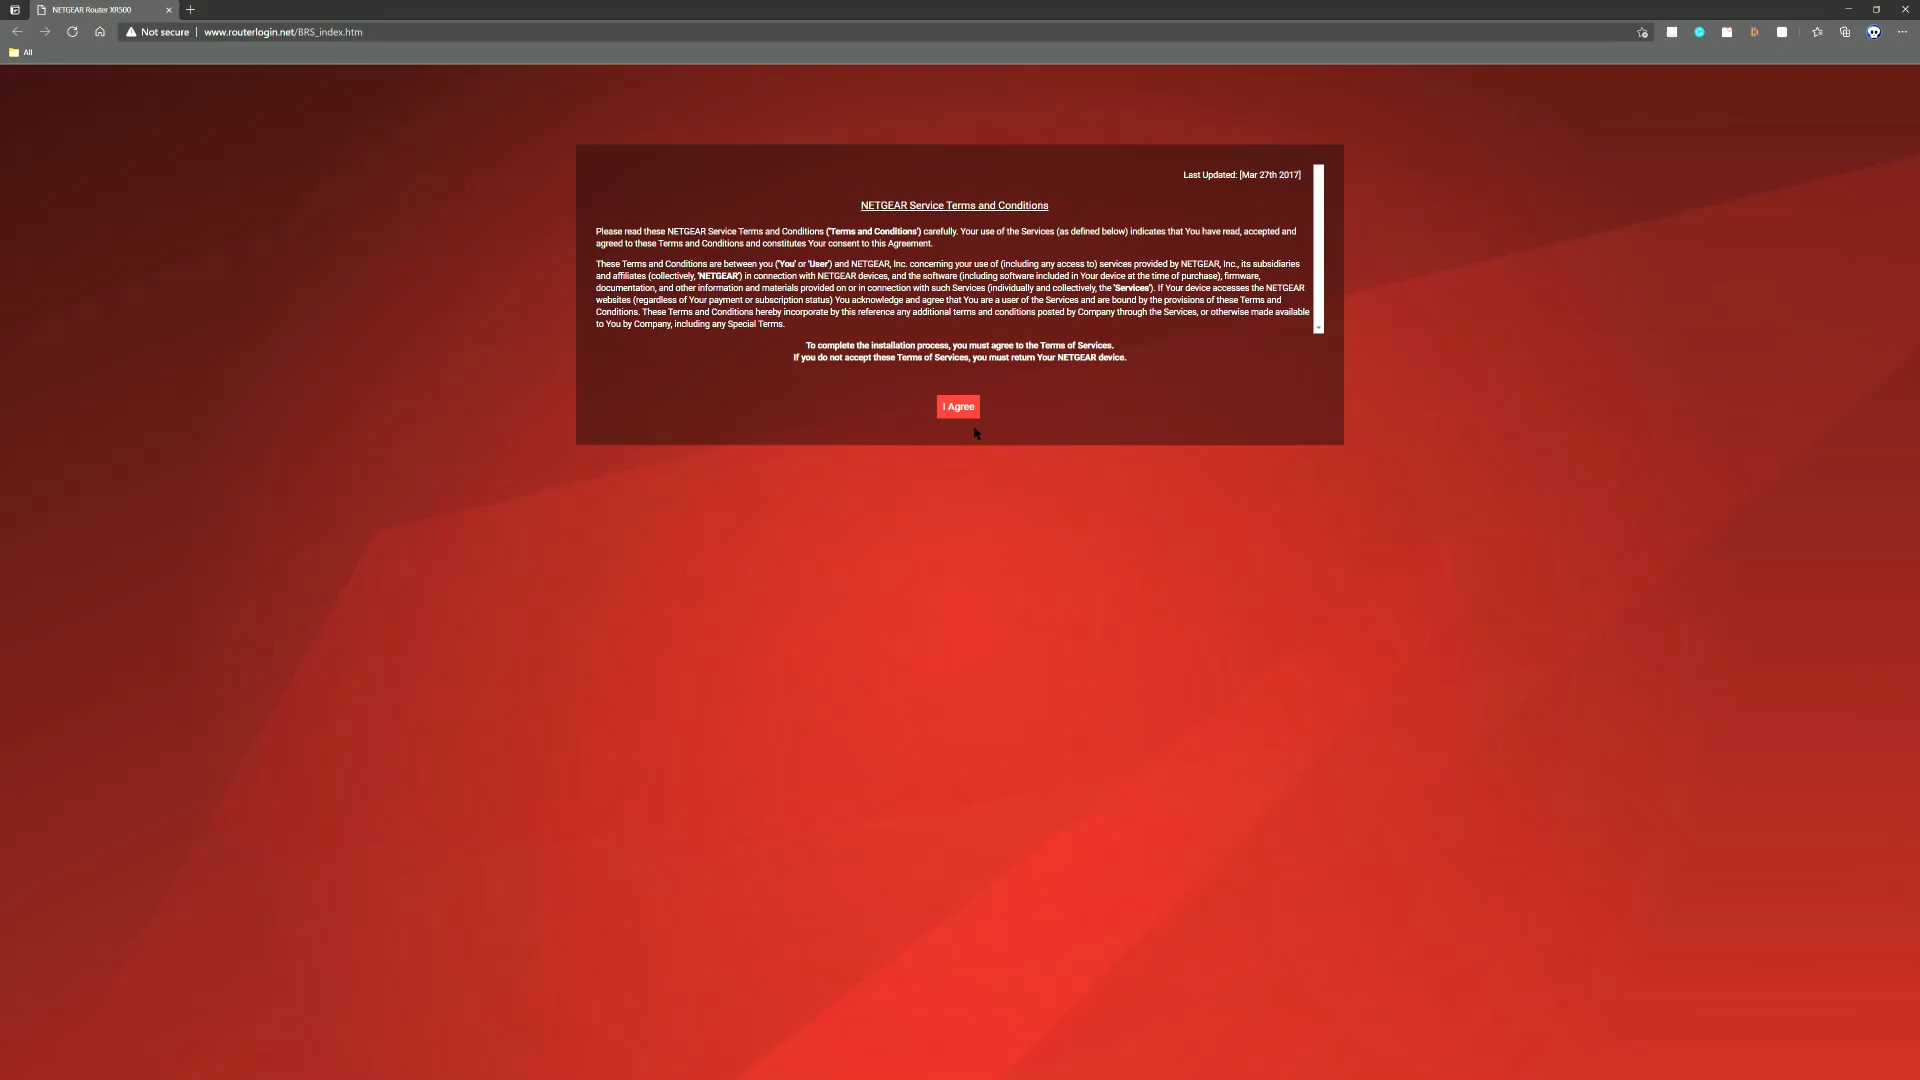 NETGEAR Router XR500
Not secure www.routerlogin.net/BRS_index.htm
All
Last Updated: [Mar 27th 2017]
NETGEAR Service Terms and Conditions
Please read these NETGEAR Service Terms and Conditions ('Terms and Conditions') carefully. Your use of the Services (as defined below) indicates that You have read, accepted and
agreed to these Terms and Conditions and constitutes Your consent to this Agreement.
These Terms and Conditions are between you ('You' or 'User') and NETGEAR, Inc. concerning your use of (including any access to) services provided by NETGEAR, Inc., its subsidiaries
and affiliates (collectively, 'NETGEAR') in connection with NETGEAR devices, and the software (including software included in Your device at the time of purchase), firmware,
documentation, and other information and materials provided on or in connection with such Services (individually and collectively, the 'Services'). If Your device accesses the NETGEAR
websites (regardless of Your payment or subscription status) You acknowledge and agree that You are a user of the Services and are bound by the provisions of these Terms and
Conditions. These Terms and Conditions hereby incorporate by this reference any additional terms and conditions posted by Company through the Services, or otherwise made available
to You by Company, including any Special Terms.
To complete the installation process, you must agree to the Terms of Services.
If you do not accept these Terms of Services, you must return Your NETGEAR device.
I Agree